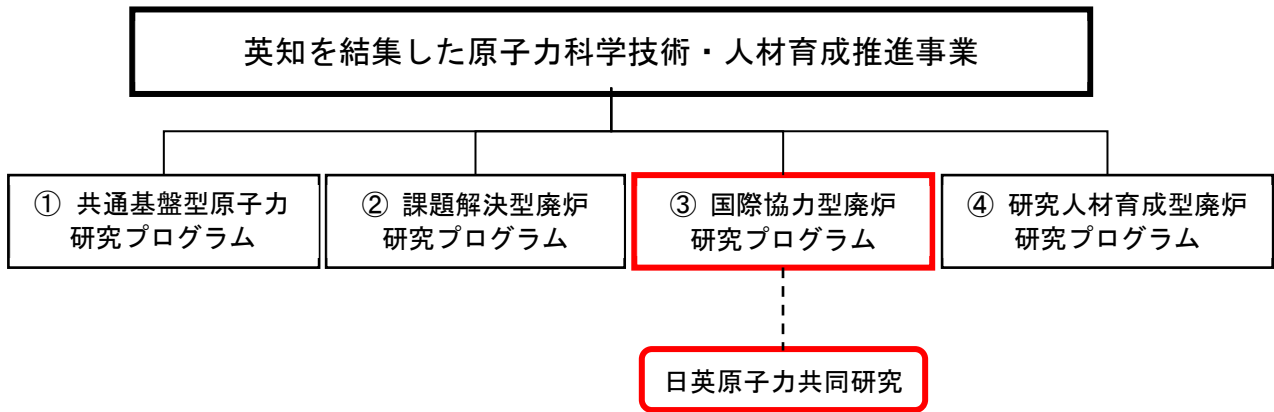 英知を結集した原子力科学技術・人材育成推進事業
① 共通基盤型原子力
研究プログラム
② 課題解決型廃炉
研究プログラム
③ 国際協力型廃炉
研究プログラム
④ 研究人材育成型廃炉
研究プログラム
日英原子力共同研究